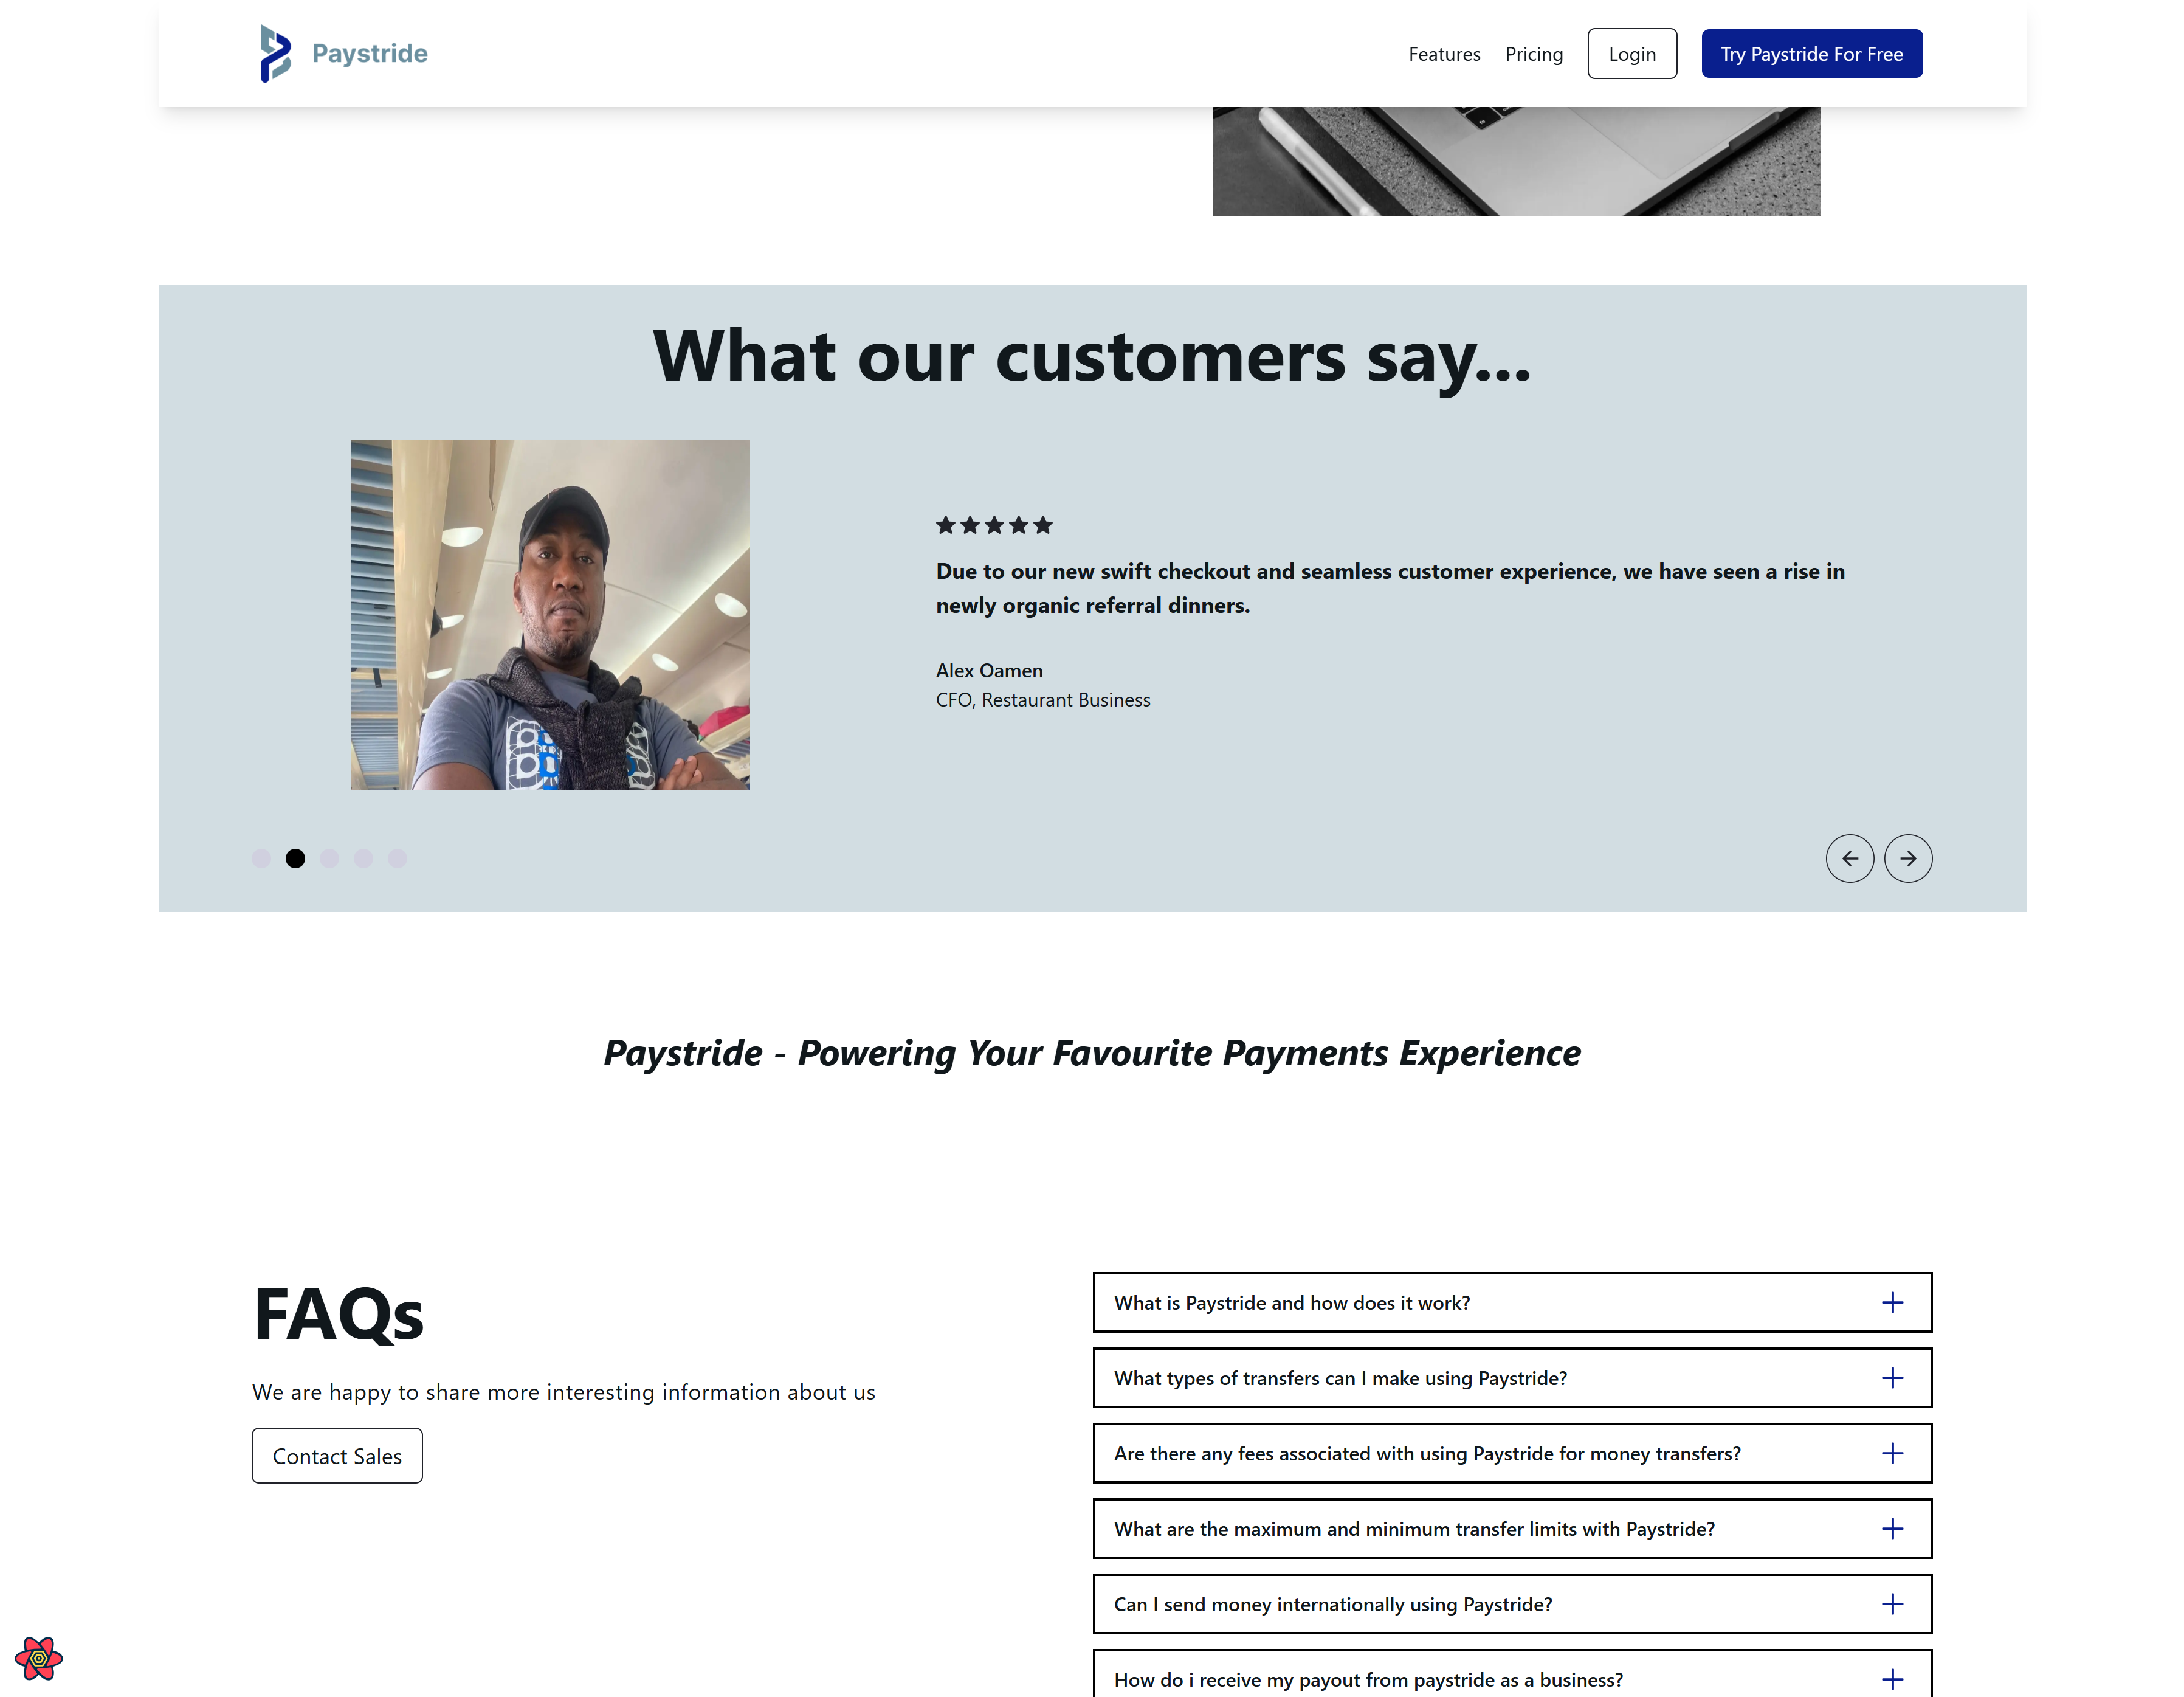 Paystride
Features
Pricing
Login
Try Paystride For Free
What our customers say...
Due to our new swift checkout and seamless customer experience, we have seen a rise in
newly organic referral dinners.
Alex Oamen
CFO, Restaurant Business
Paystride - Powering Your Favourite Payments Experience
FAQs
We are happy to share more interesting information about us
Contact Sales
What is Paystride and how does it work?
What types of transfers can I make using Paystride?
Are there any fees associated with using Paystride for money transfers?
What are the maximum and minimum transfer limits with Paystride?
Can I send money internationally using Paystride?
How do i receive my payout from paystride as a business?